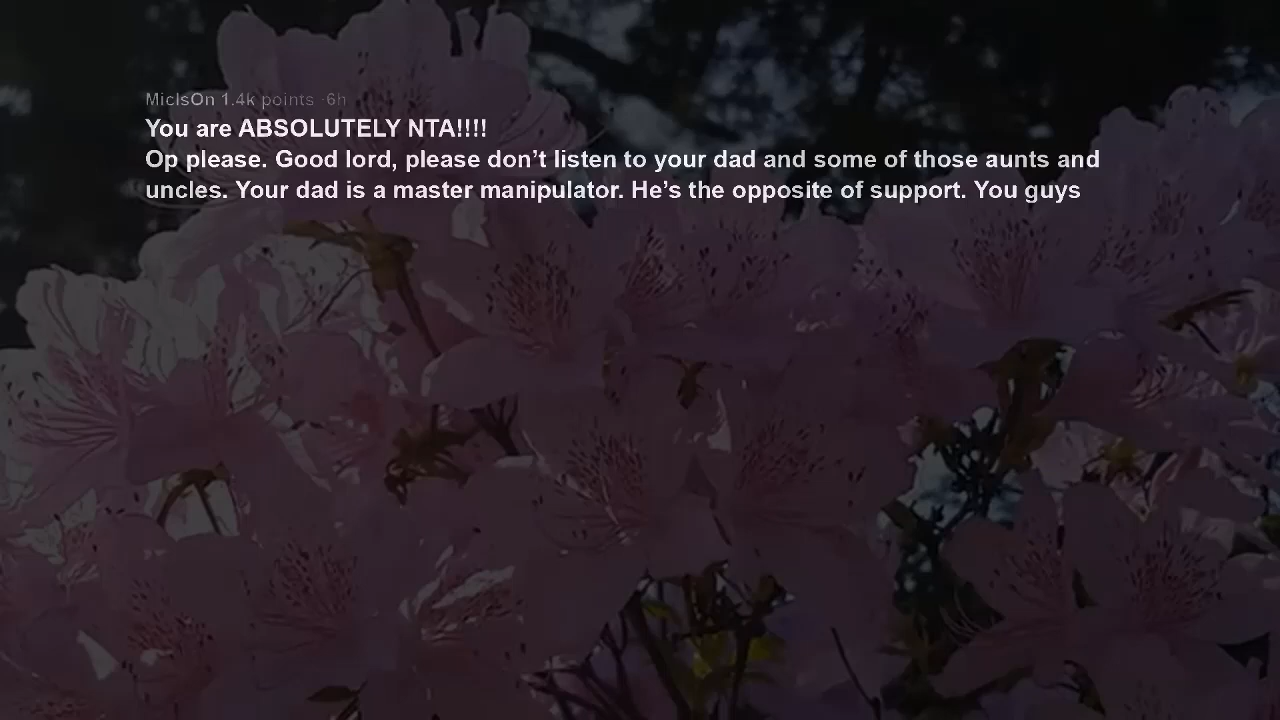 MicIsOn 1.4k points · 6h
You are ABSOLUTELY NTA!!!!
Op please. Good lord, please don’t listen to your dad and some of those aunts and
uncles. Your dad is a master manipulator. He’s the opposite of support. You guys